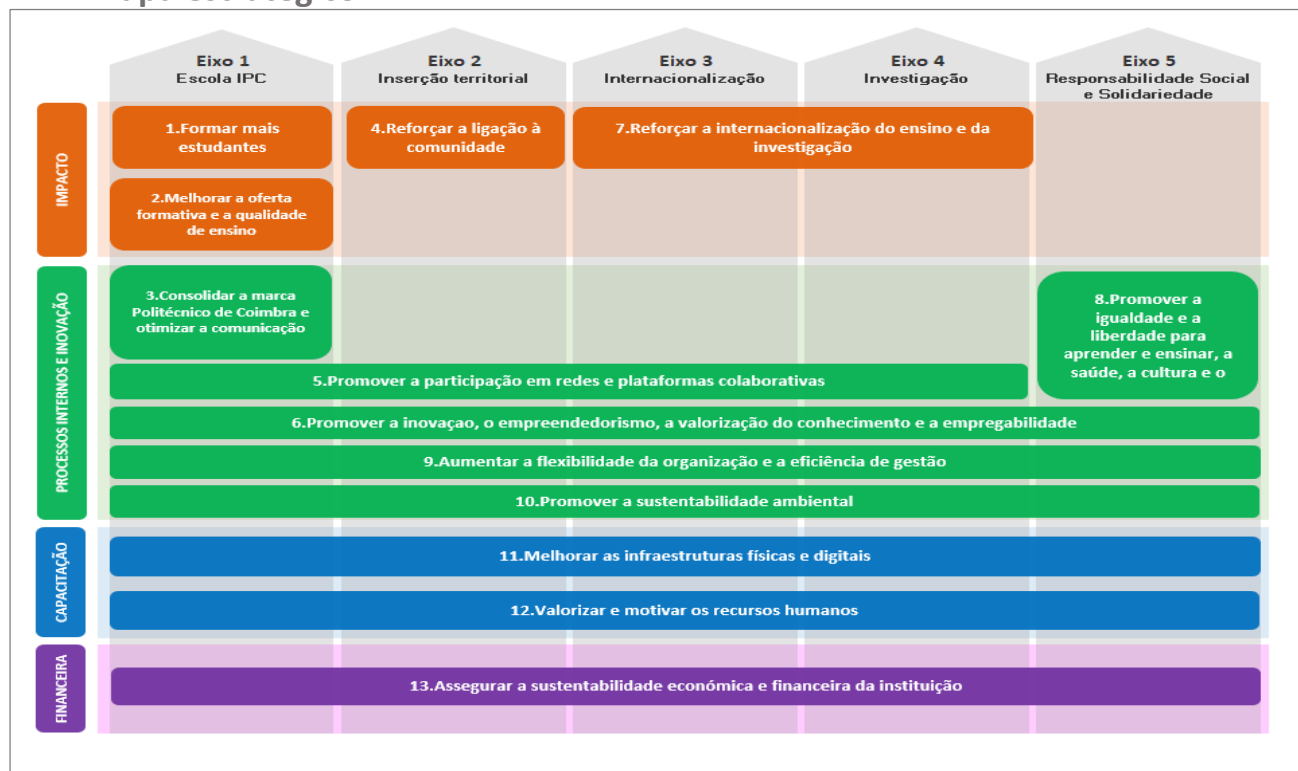 Eixo 1
Escola IPC
Eixo 2
Inserção territorial
Eixo 3
Internacionalização
Eixo 4
Investigação
Eixo 5
Responsabilidade Social
e Solidariedade
IMPACTO
1.Formar mais
estudantes
4.Reforçar a ligação à
comunidade
7.Reforçar a internacionalização do ensino e da
investigação
2.Melhorar a oferta
formativa e a qualidade
de ensino
PROCESSOS INTERNOS E INOVAÇÃO
3.Consolidar a marca
Politécnico de Coimbra e
otimizar a comunicação
8.Promover a
igualdade e a
liberdade para
aprender e ensinar, a
saúde, a cultura e o
5.Promover a participação em redes e plataformas colaborativas
6.Promover a inovaçao, o empreendedorismo, a valorização do conhecimento e a empregabilidade
9.Aumentar a flexibilidade da organização e a eficiência de gestão
10.Promover a sustentabilidade ambiental
CAPACITAÇÃO
11.Melhorar as infraestruturas físicas e digitais
12.Valorizar e motivar os recursos humanos
FINANCEIRA
13.Assegurar a sustentabilidade económica e financeira da instituição